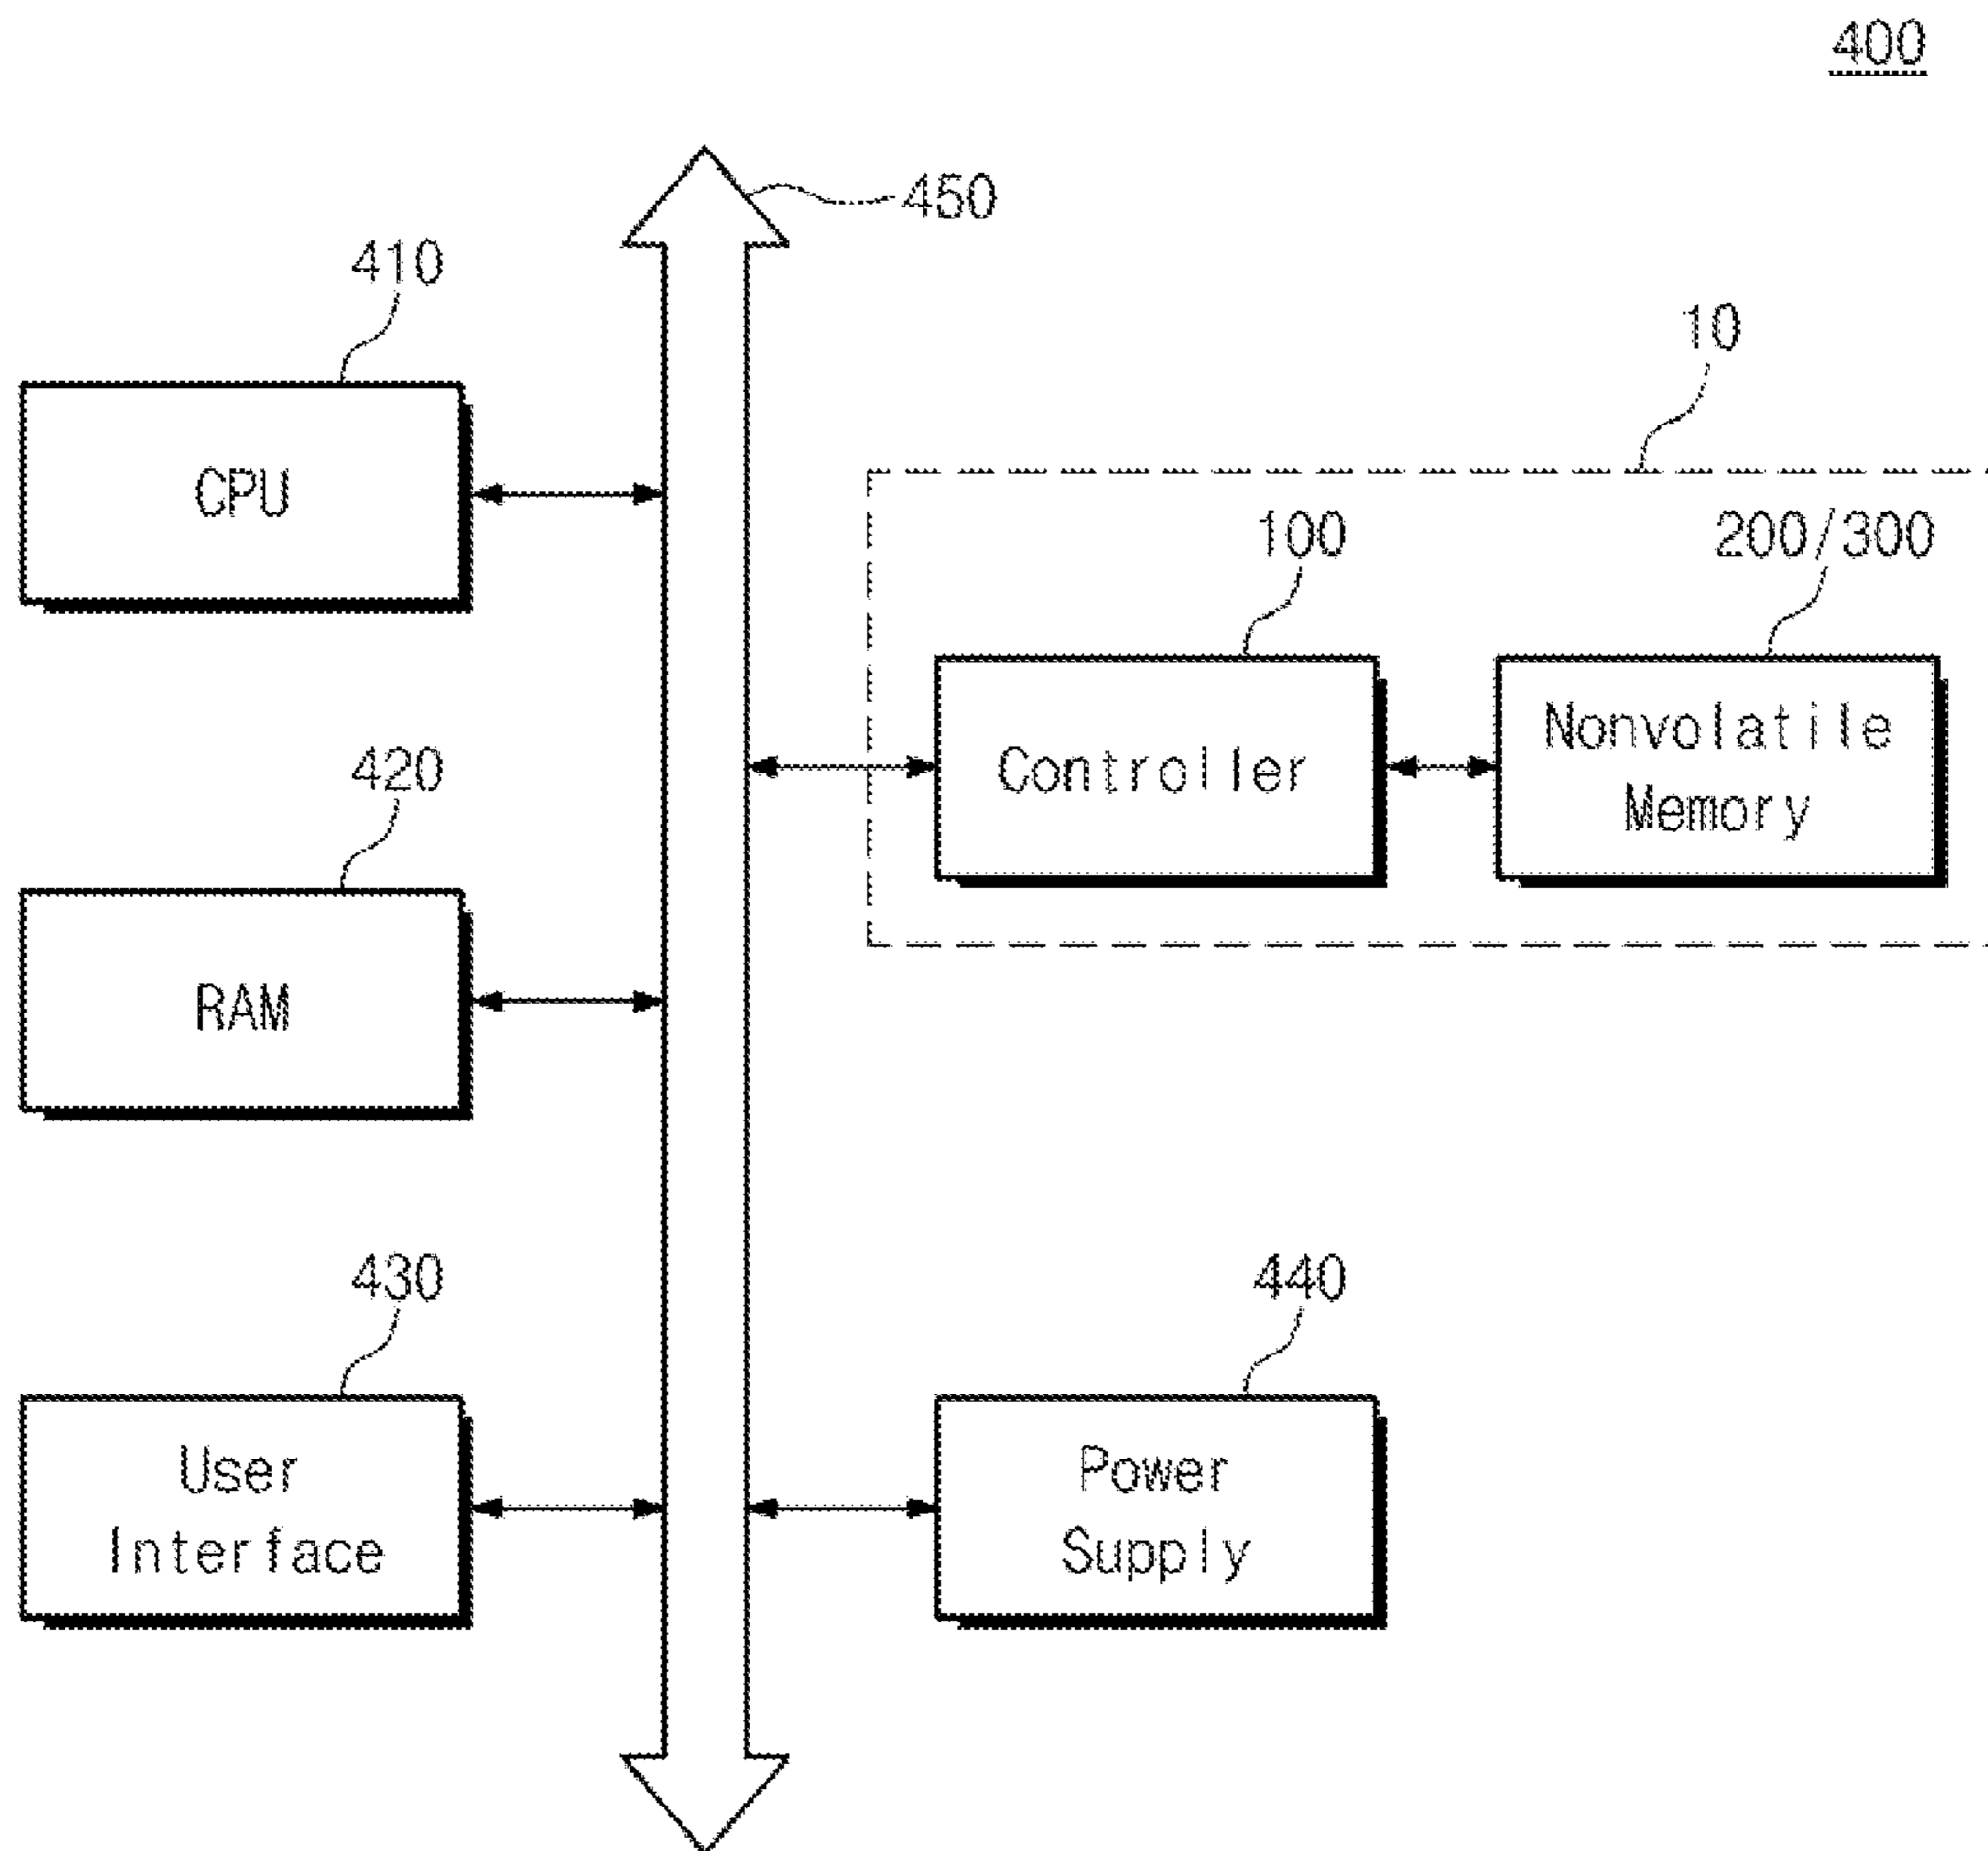 400
450
410
10
CPU
100
200/300
Controller
Nonvolatile
Memory
420
RAM
430
440
User
Interface
Power
Supply